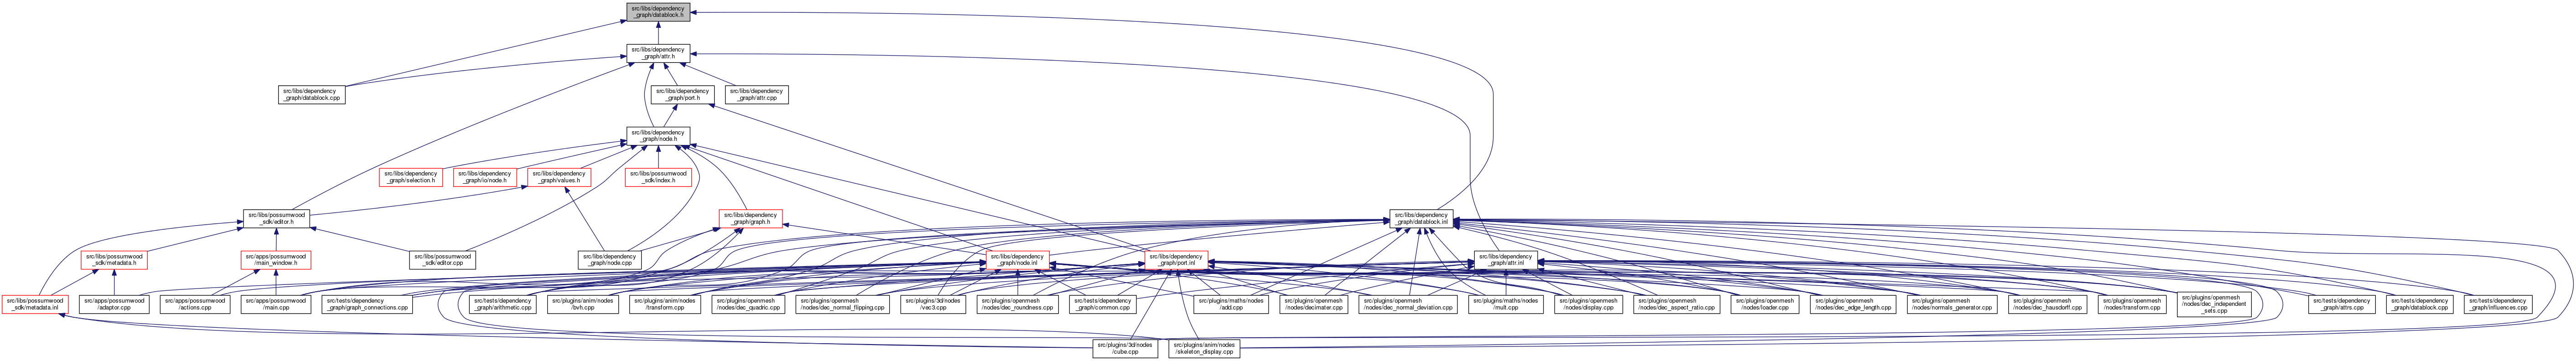 src/libs/dependency
_graph/datablock.h
src/libs/dependency
_graph/attr.h
src/libs/dependency
_graph/datablock.cpp
src/libs/dependency
_graph/port.h
src/libs/dependency
_graph/attr.cpp
src/libs/dependency
_graph/node.h
src/libs/dependency
_graph/selection.h
src/libs/dependency
_graph/io/node.h
src/libs/dependency
_graph/values.h
src/libs/possumwood
_sdk/index.h
src/libs/possumwood
_sdk/editor.h
src/libs/dependency
_graph/graph.h
src/libs/dependency
_graph/datablock.inl
src/libs/possumwood
_sdk/metadata.h
src/apps/possumwood
/main_window.h
src/libs/possumwood
_sdk/editor.cpp
src/libs/dependency
_graph/node.cpp
src/libs/dependency
_graph/node.inl
src/libs/dependency
_graph/port.inl
src/libs/dependency
_graph/attr.inl
src/libs/possumwood
_sdk/metadata.inl
src/apps/possumwood
/adaptor.cpp
src/apps/possumwood
/actions.cpp
src/apps/possumwood
/main.cpp
src/tests/dependency
_graph/graph_connections.cpp
src/tests/dependency
_graph/arithmetic.cpp
src/plugins/anim/nodes
/bvh.cpp
src/plugins/anim/nodes
/transform.cpp
src/plugins/openmesh
/nodes/dec_quadric.cpp
src/plugins/openmesh
/nodes/dec_normal_flipping.cpp
src/plugins/3d/nodes
/vec3.cpp
src/plugins/openmesh
/nodes/dec_roundness.cpp
src/tests/dependency
_graph/common.cpp
src/plugins/maths/nodes
/add.cpp
src/plugins/openmesh
/nodes/decimater.cpp
src/plugins/openmesh
/nodes/dec_normal_deviation.cpp
src/plugins/maths/nodes
/mult.cpp
src/plugins/openmesh
/nodes/display.cpp
src/plugins/openmesh
/nodes/dec_aspect_ratio.cpp
src/plugins/openmesh
/nodes/loader.cpp
src/plugins/openmesh
/nodes/dec_edge_length.cpp
src/plugins/openmesh
/nodes/normals_generator.cpp
src/plugins/openmesh
/nodes/dec_hausdorff.cpp
src/plugins/openmesh
/nodes/transform.cpp
src/plugins/openmesh
/nodes/dec_independent
_sets.cpp
src/tests/dependency
_graph/attrs.cpp
src/tests/dependency
_graph/datablock.cpp
src/tests/dependency
_graph/influences.cpp
src/plugins/3d/nodes
/cube.cpp
src/plugins/anim/nodes
/skeleton_display.cpp